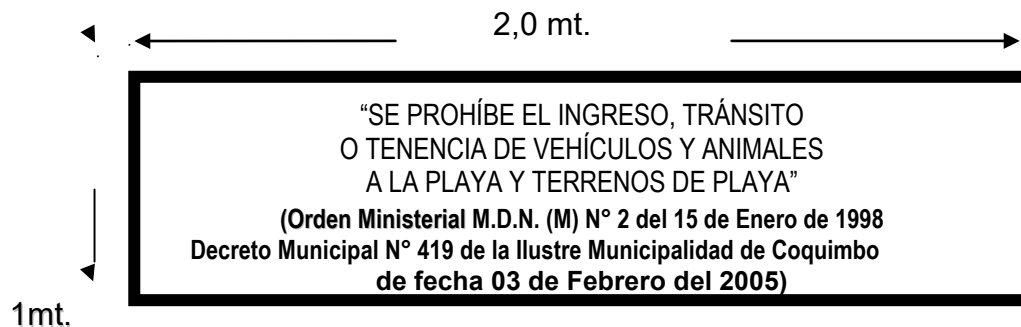 2,0 mt.
“SE PROHÍBE EL INGRESO, TRÁNSITO
O TENENCIA DE VEHÍCULOS Y ANIMALES
A LA PLAYA Y TERRENOS DE PLAYA”
(Orden Ministerial M.D.N. (M) N° 2 del 15 de Enero de 1998
Decreto Municipal N° 419 de la Ilustre Municipalidad de Coquimbo
de fecha 03 de Febrero del 2005)
1mt.